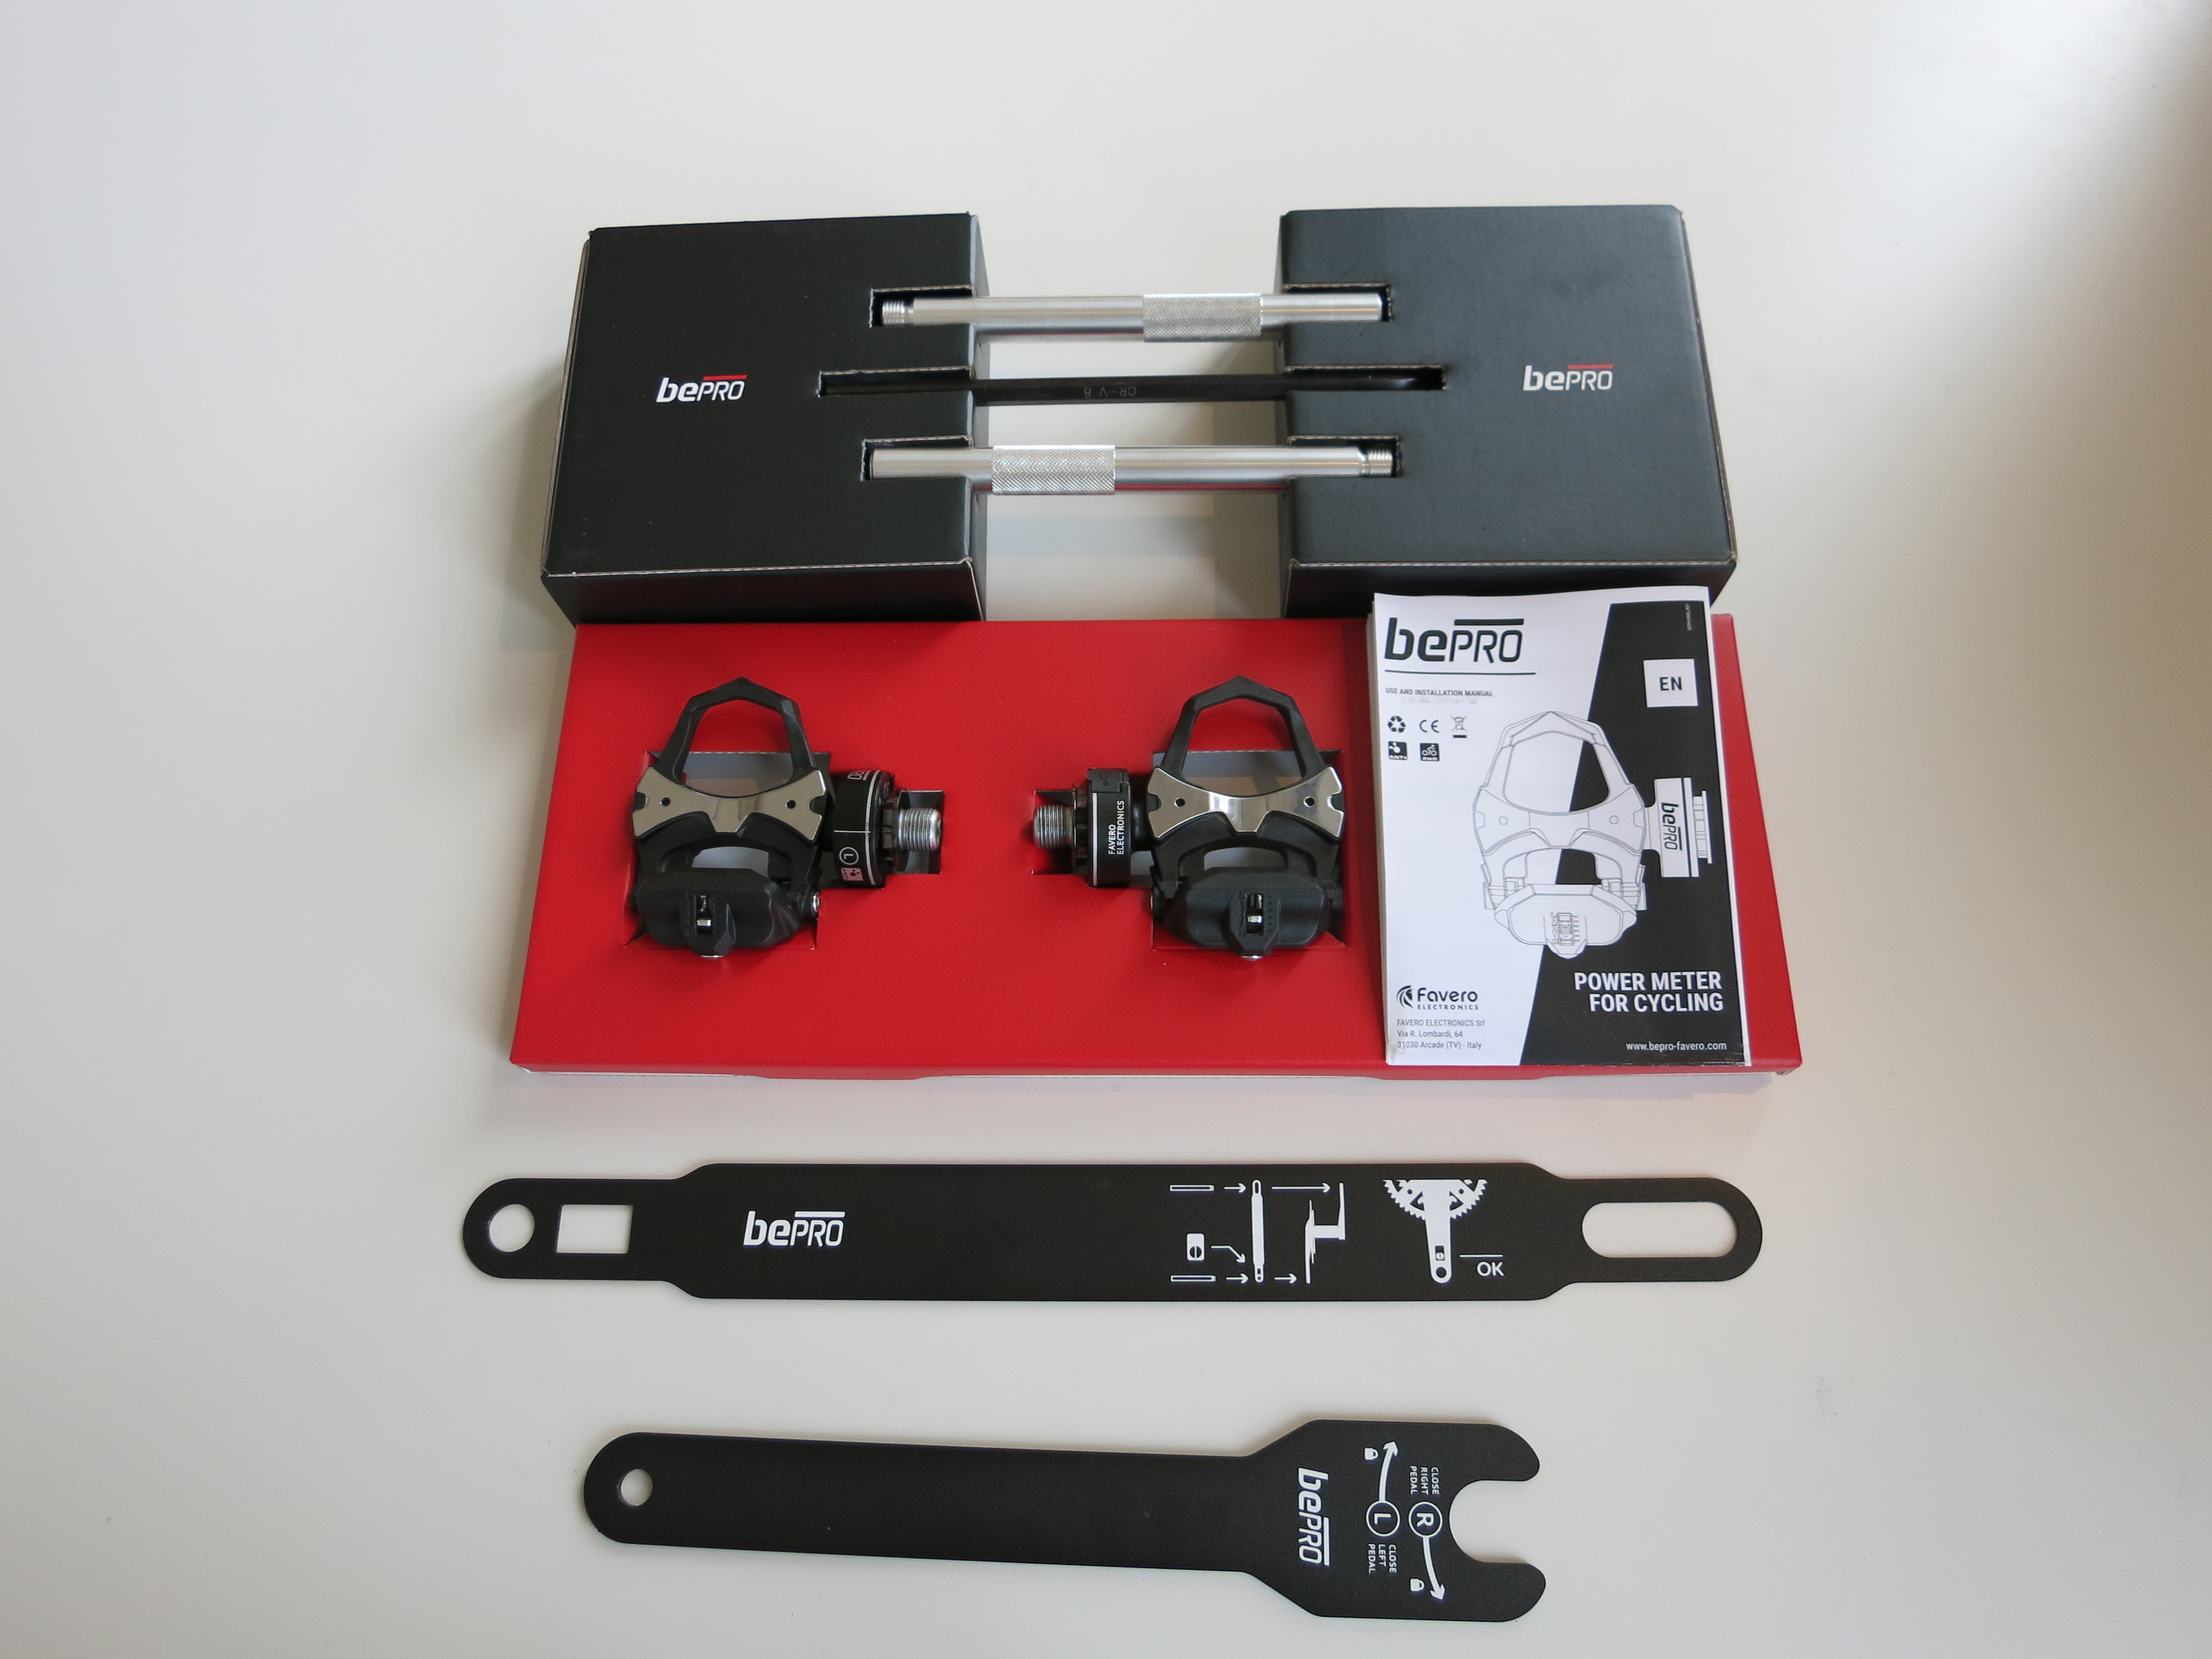 bePRO
CLOSE
LEFT
PEDAL
L
CLOSE
RIGHT
PEDAL
R
bePRO
OK
L
FAVERO
ELECTRONICS
bePRO
USE AND INSTALLATION MANUAL
CE
Favero
ELECTRONICS
FAVERO ELECTRONICS Srl
Via R. Lombardi, 64
31030 Arcade (TV) - Italy
bePRO
EN
POWER METER
FOR CYCLING
www.bepro-favero.com
bePRO
CR-V 8
bePRO